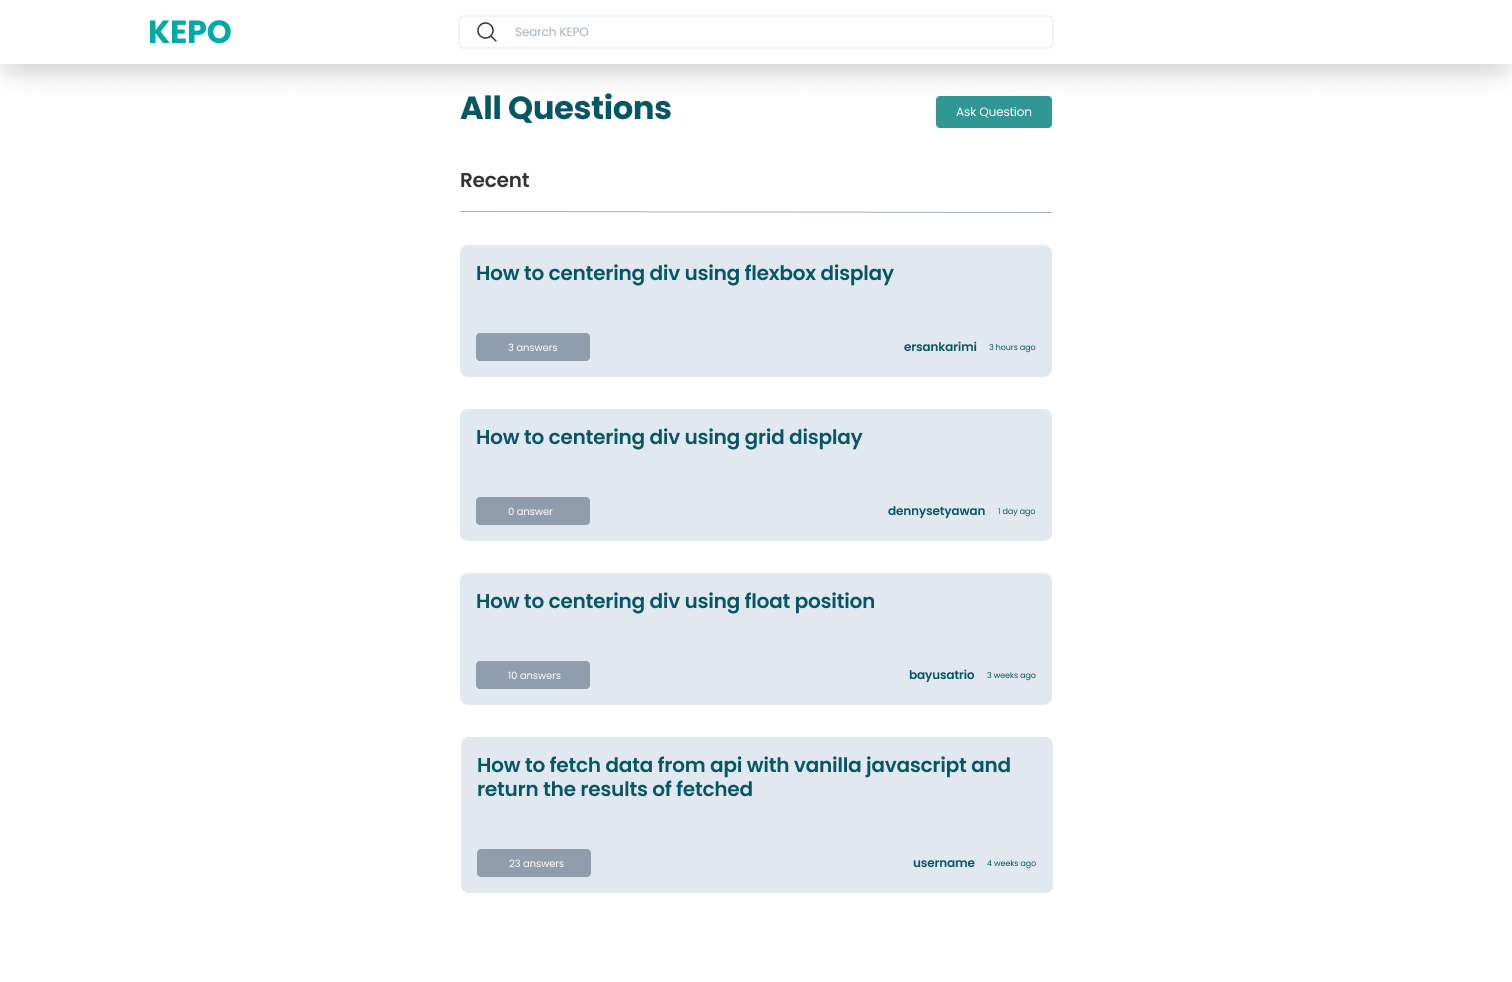 KEPO
Search KEPO
All Questions
Ask Question
Recent
How to centering div using flexbox display
3 answers
ersankarimi 3 hours ago
How to centering div using grid display
0 answer
dennysetyawan 1 day ago
How to centering div using float position
10 answers
bayusatrio 3 weeks ago
How to fetch data from api with vanilla javascript and
return the results of fetched
23 answers
username 4 weeks ago